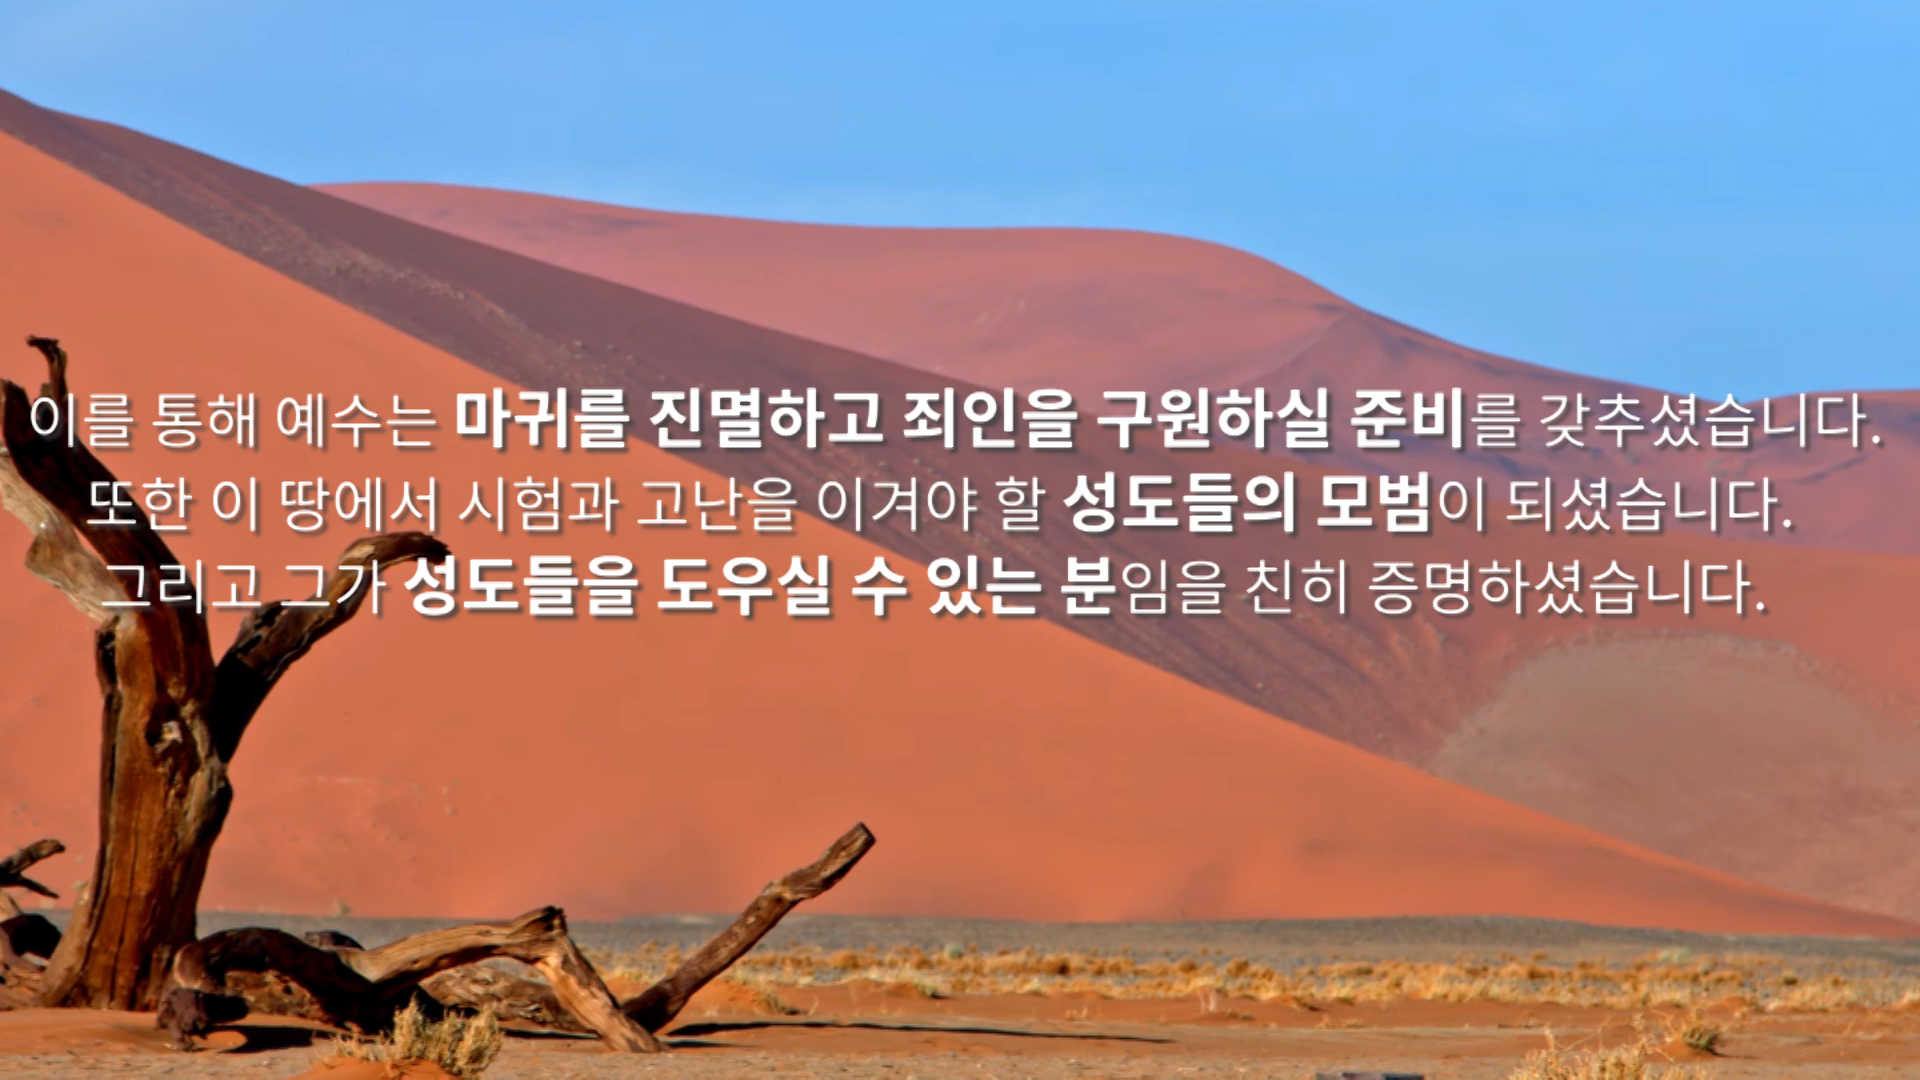 이를 통해 예수는 마귀를 진멸하고 죄인을 구원하실 준비를 갖추셨습니다.
또한 이 땅에서 시험과 고난을 이겨야 할 성도들의 모범이 되셨습니다.
그리고 그가 성도들을 도우실 수 있는 분임을 친히 증명하셨습니다.